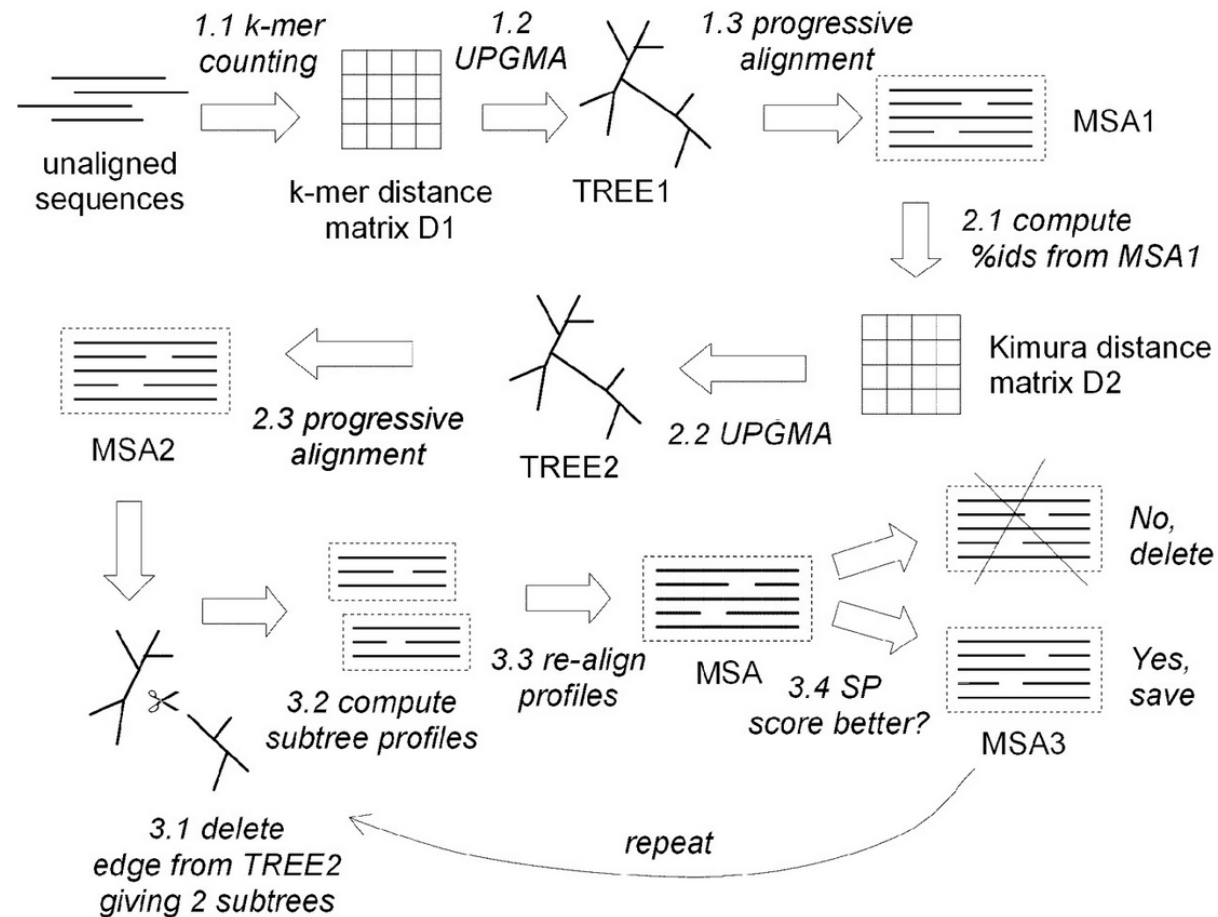 1.1 k-mer
counting
1.2
UPGMA
1.3 progressive
alignment
unaligned
sequences
k-mer distance
matrix D1
TREE1
MSA1
2.1 compute
%ids from MSA1
Kimura distance
matrix D2
2.2 UPGMA
TREE2
2.3 progressive
alignment
MSA2
3.1 delete
edge from TREE2
giving 2 subtrees
3.2 compute
subtree profiles
3.3 re-align
profiles
MSA
3.4 SP
score better?
No,
delete
Yes,
save
MSA3
repeat